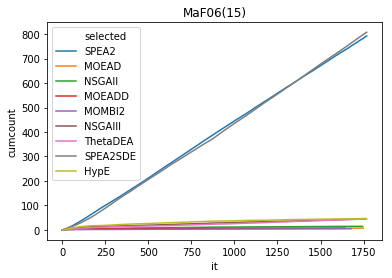 MaF06(15)
selected
SPEA2
MOEAD
NSGAII
MOEADD
MOMBI2
NSGAIII
ThetaDEA
SPEA2SDE
HypE
cumcount
800
700
600
500
400
300
200
100
0
0 250 500 750 1000 1250 1500 1750
it